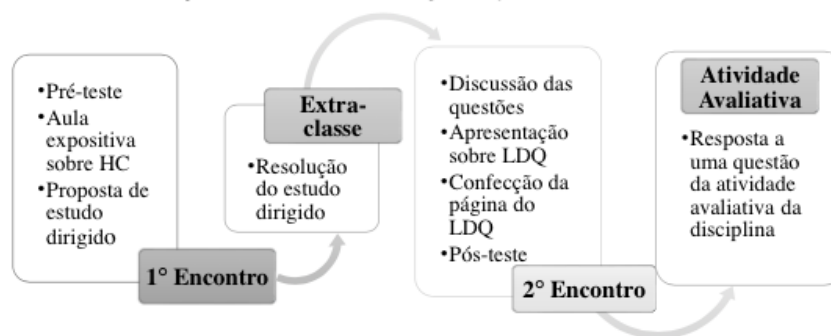 •Pré-teste
•Aula
expositiva
sobre HC
•Proposta de
estudo
dirigido
1° Encontro
Extra-
classe
•Resolução
do estudo
dirigido
•Discussão das
questões
•Apresentação
sobre LDQ
•Confecção da
página do
LDQ
•Pós-teste
2° Encontro
Atividade
Avaliativa
•Resposta a
uma questão
da atividade
avaliativa da
disciplina